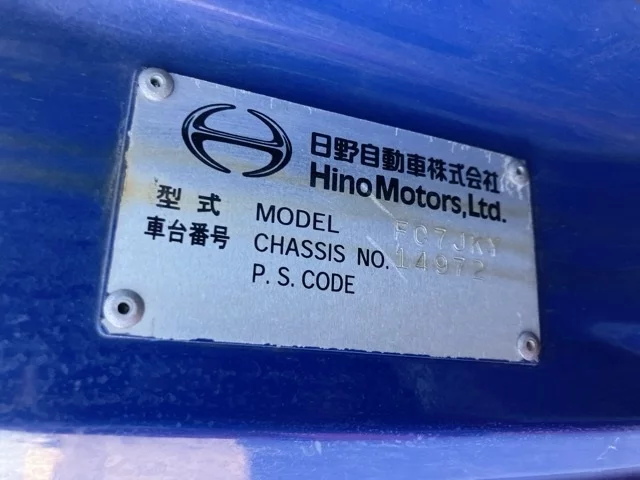 日野自動車株式会社
Hino Motors, Ltd.
型式 MODEL FC7JKY
車台番号 CHASSIS NO. 14972
P. S. CODE